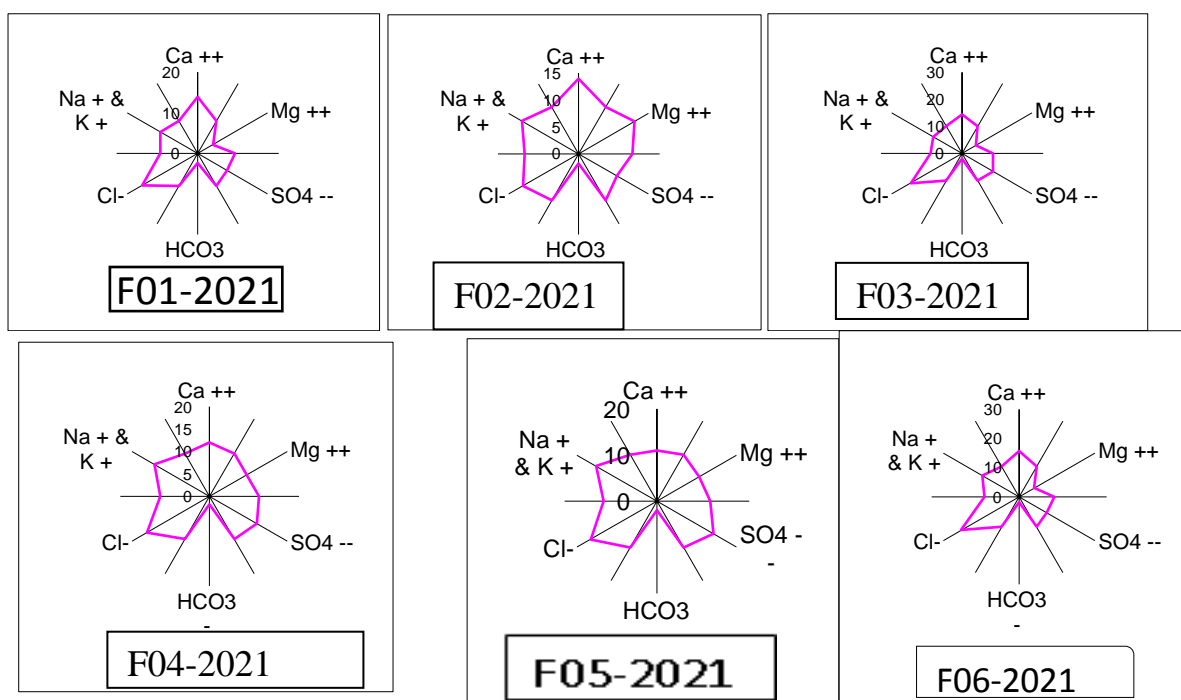 Ca ++
20
10
0
Na + &
K +
Mg ++
Cl-
SO4 --
HCO3
F01-2021
Ca ++
15
10
5
0
Na + &
K +
Mg ++
Cl-
SO4 --
HCO3
F02-2021
Ca ++
30
20
10
0
Na + &
K +
Mg ++
Cl-
SO4 --
HCO3
F03-2021
Ca ++
20
15
10
5
0
Na + &
K +
Mg ++
Cl-
SO4 --
HCO3
-
F04-2021
Ca ++
20
10
0
Na +
& K +
Mg ++
Cl-
SO4 -
-
HCO3
F05-2021
Ca ++
30
20
10
0
Na +
& K +
Mg ++
Cl-
SO4 --
HCO3
-
F06-2021